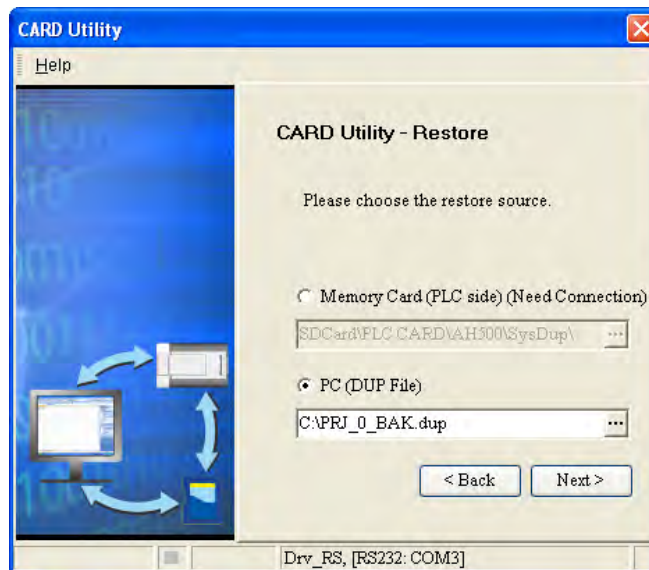 CARD Utility
Help
CARD Utility - Restore
Please choose the restore source.
Memory Card (PLC side) (Need Connection)
SDCard\PLC CARD\AH500\SysDup\
...
PC (DUP File)
C:\PRJ_0_BAK.dup
...
< Back
Next >
Drv_RS, [RS232: COM3]